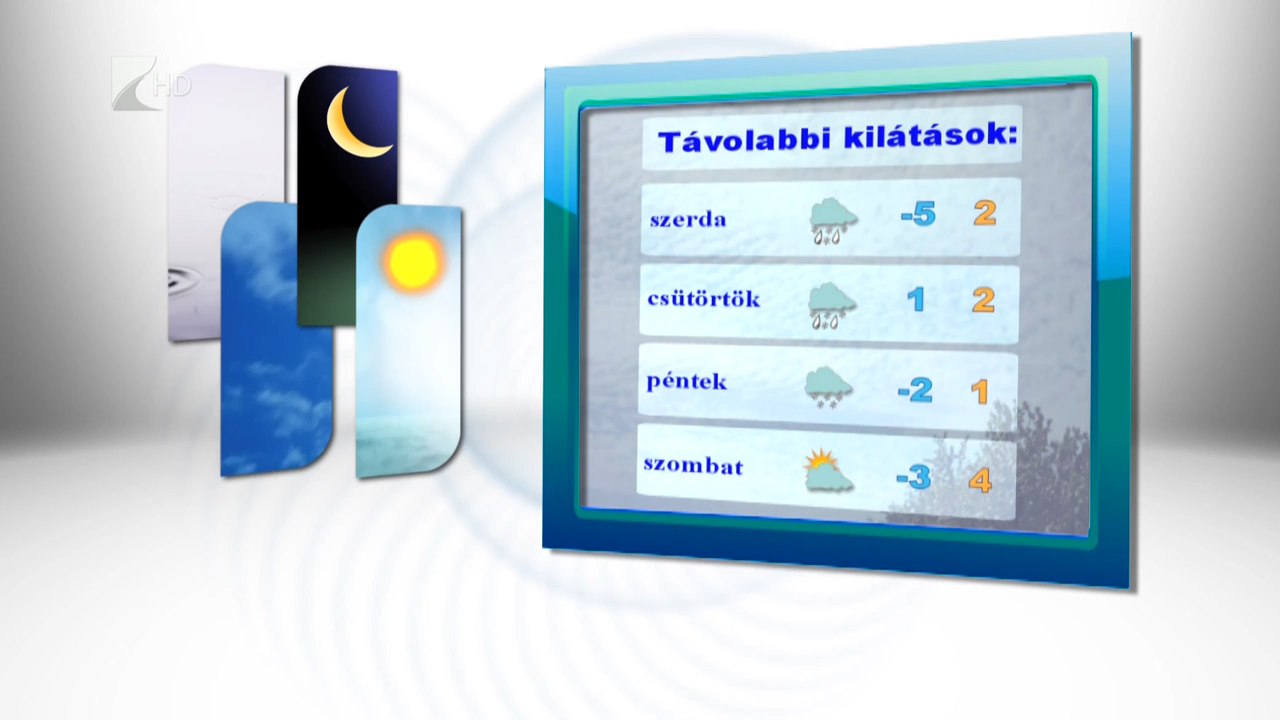 HD
Távolabbi kilátások:
szerda -5 2
csütörtök 1 2
péntek -2 1
szombat -3 4